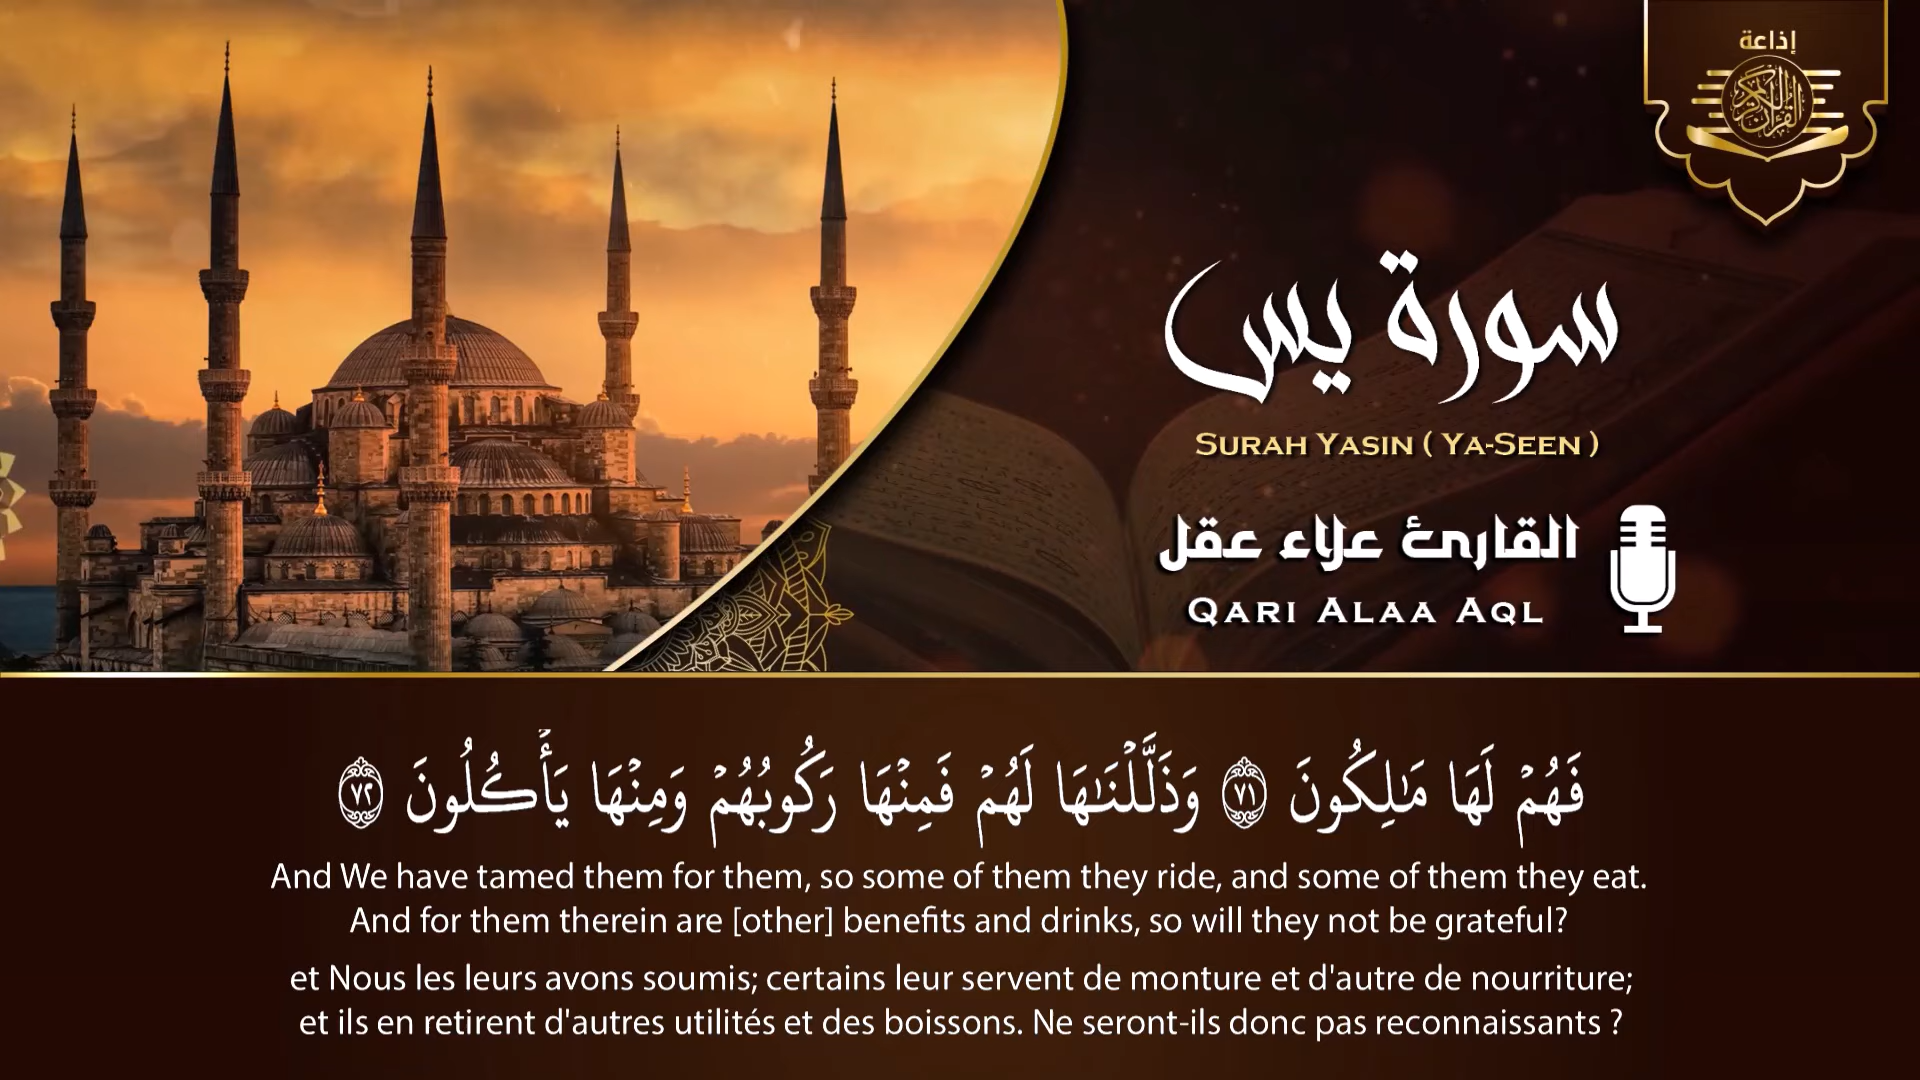 إذاعة
القرآن الكريم
سورة يس
SURAH YASIN ( YA-SEEN )
القارئ علاء عقل
QARI ALAA AQL
فَهُمْ لَهَا مَٰلِكُونَ ٧١ وَذَلَّلْنَٰهَا لَهُمْ فَمِنْهَا رَكُوبُهُمْ وَمِنْهَا يَأْكُلُونَ ٧٢
And We have tamed them for them, so some of them they ride, and some of them they eat.
And for them therein are [other] benefits and drinks, so will they not be grateful?
et Nous les leurs avons soumis; certains leur servent de monture et d'autre de nourriture;
et ils en retirent d'autres utilités et des boissons. Ne seront-ils donc pas reconnaissants ?